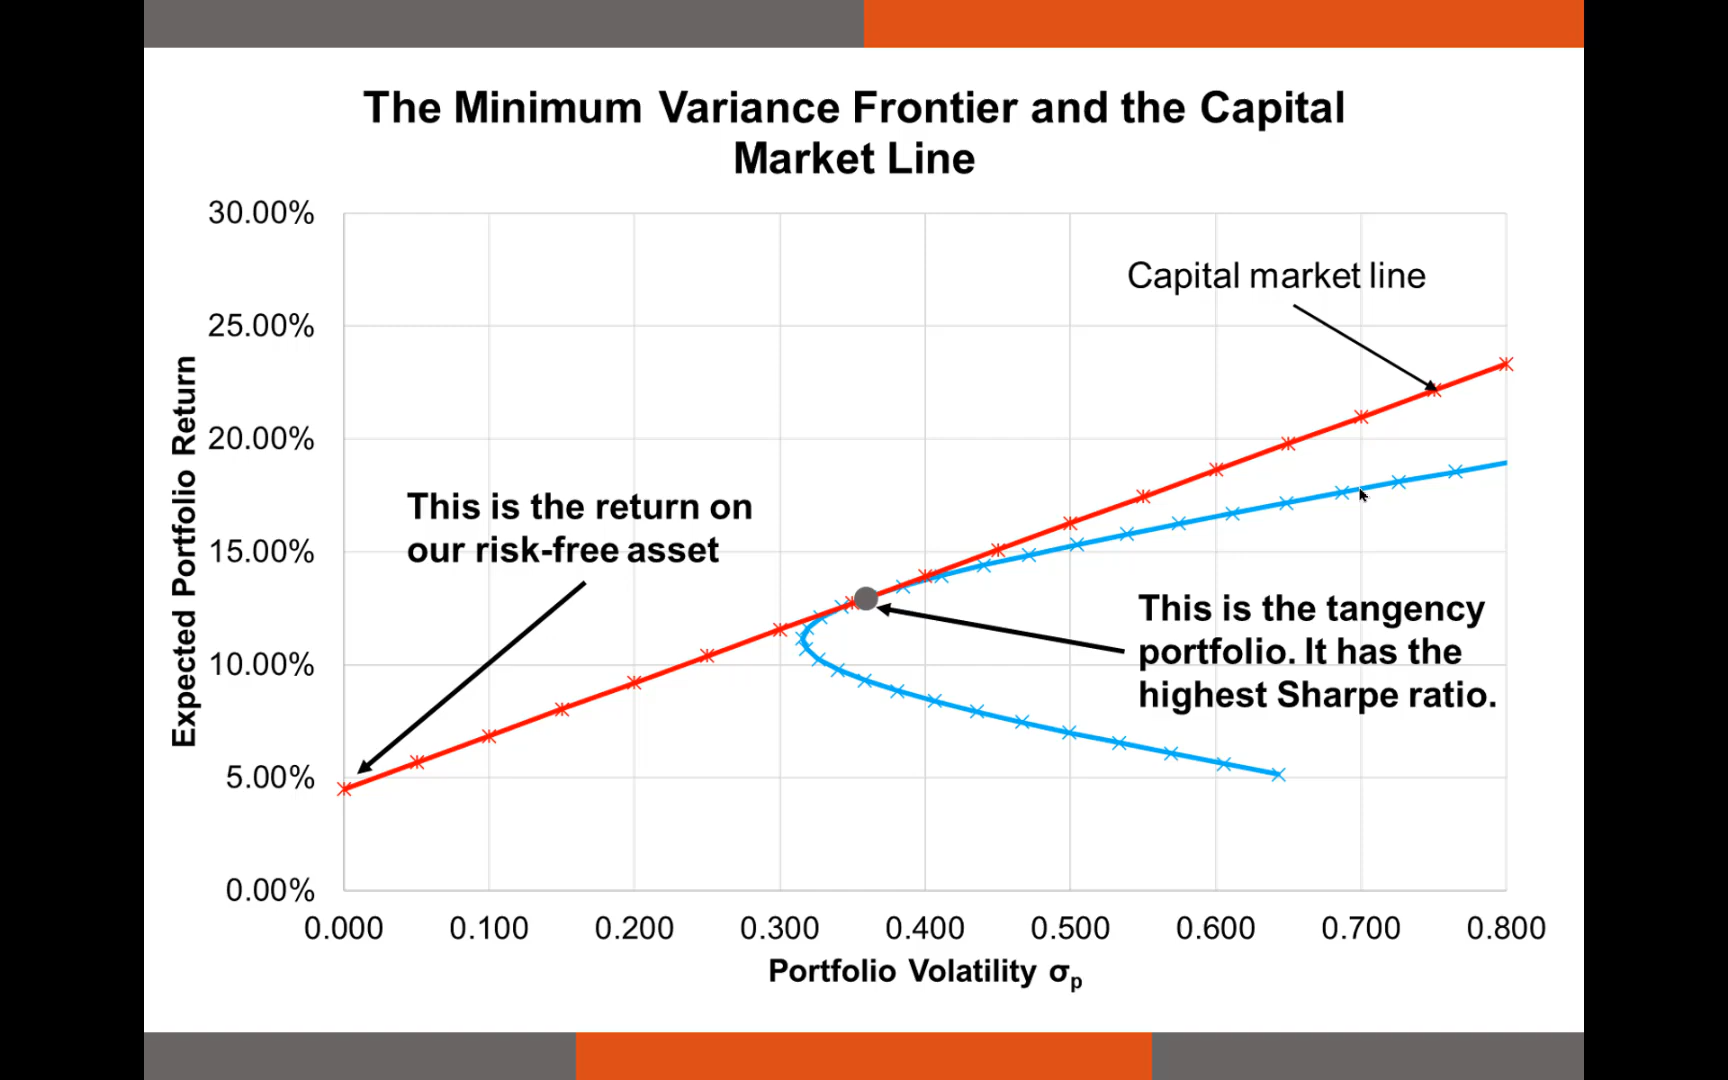 The Minimum Variance Frontier and the Capital
Market Line
30.00%
25.00%
20.00%
15.00%
10.00%
5.00%
0.00%
Expected Portfolio Return
Capital market line
This is the return on
our risk-free asset
This is the tangency
portfolio. It has the
highest Sharpe ratio.
0.000 0.100 0.200 0.300 0.400 0.500 0.600 0.700 0.800
Portfolio Volatility σp